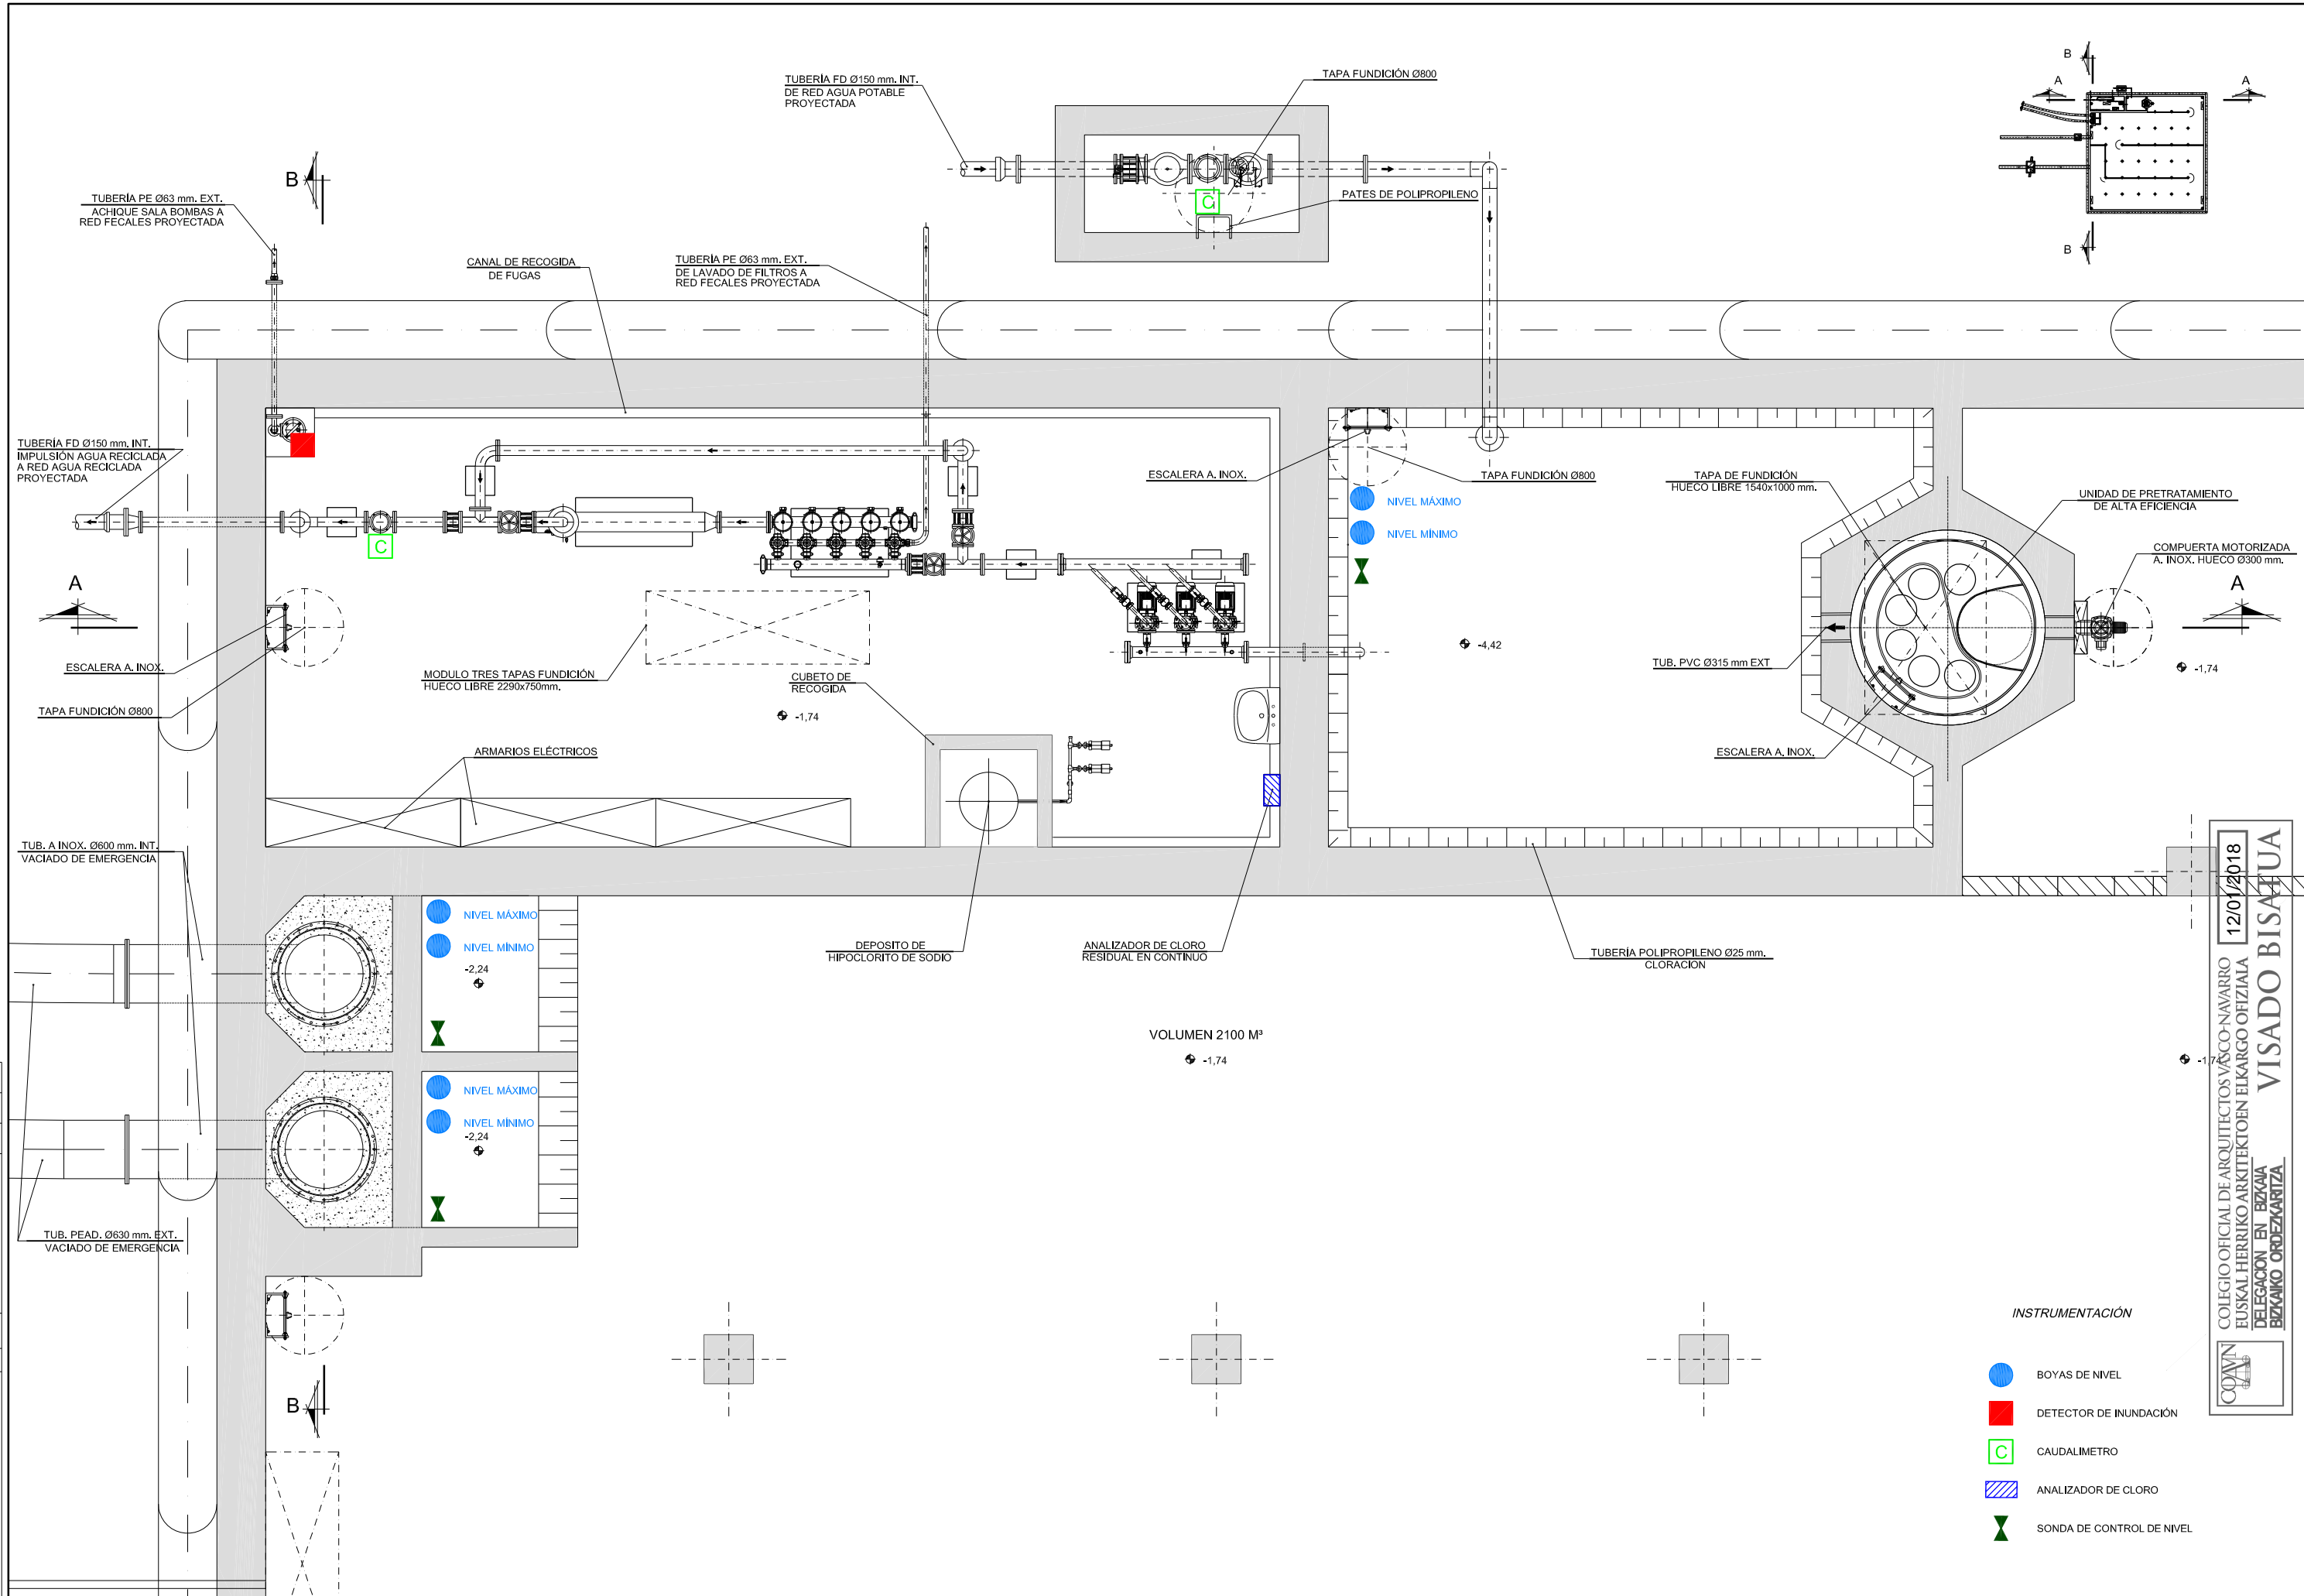 TUBERÍA FD Ø150 mm. INT.
DE RED AGUA POTABLE
PROYECTADA
TAPA FUNDICIÓN Ø800
PATES DE POLIPROPILENO
C
B
A
A
B
B
TUBERÍA PE Ø63 mm. EXT.
ACHIQUE SALA BOMBAS A
RED FECALES PROYECTADA
CANAL DE RECOGIDA
DE FUGAS
TUBERÍA PE Ø63 mm. EXT.
DE LAVADO DE FILTROS A
RED FECALES PROYECTADA
TUBERÍA FD Ø150 mm. INT.
IMPULSIÓN AGUA RECICLADA
A RED AGUA RECICLADA
PROYECTADA
C
A
ESCALERA A. INOX.
TAPA FUNDICIÓN Ø800
MODULO TRES TAPAS FUNDICIÓN
HUECO LIBRE 2290x750mm.
-1,74
CUBETO DE
RECOGIDA
ARMARIOS ELÉCTRICOS
ESCALERA A. INOX.
TAPA FUNDICIÓN Ø800
NIVEL MÁXIMO
NIVEL MÍNIMO
-4,42
TAPA DE FUNDICIÓN
HUECO LIBRE 1540x1000 mm.
UNIDAD DE PRETRATAMIENTO
DE ALTA EFICIENCIA
COMPUERTA MOTORIZADA
A. INOX. HUECO Ø300 mm.
A
TUB. PVC Ø315 mm EXT
-1,74
ESCALERA A. INOX.
TUB. A INOX. Ø600 mm. INT.
VACIADO DE EMERGENCIA
NIVEL MÁXIMO
NIVEL MÍNIMO
-2,24
DEPOSITO DE
HIPOCLORITO DE SODIO
ANALIZADOR DE CLORO
RESIDUAL EN CONTINUO
TUBERÍA POLIPROPILENO Ø25 mm.
CLORACION
VOLUMEN 2100 M³
-1,74
-1,74
NIVEL MÁXIMO
NIVEL MÍNIMO
-2,24
TUB. PEAD. Ø630 mm. EXT.
VACIADO DE EMERGENCIA
B
INSTRUMENTACIÓN
BOYAS DE NIVEL
DETECTOR DE INUNDACIÓN
C
CAUDALIMETRO
ANALIZADOR DE CLORO
SONDA DE CONTROL DE NIVEL
COAVN
COLEGIO OFICIAL DE ARQUITECTOS VASCO-NAVARRO
EUSKAL HERRIKO ARKITEKTOEN ELKARGO OFIZIALA
DELEGACION EN BIZKAIA
BIZKAIKO ORDEZKARITZA
12/01/2018
VISADO BISATUA